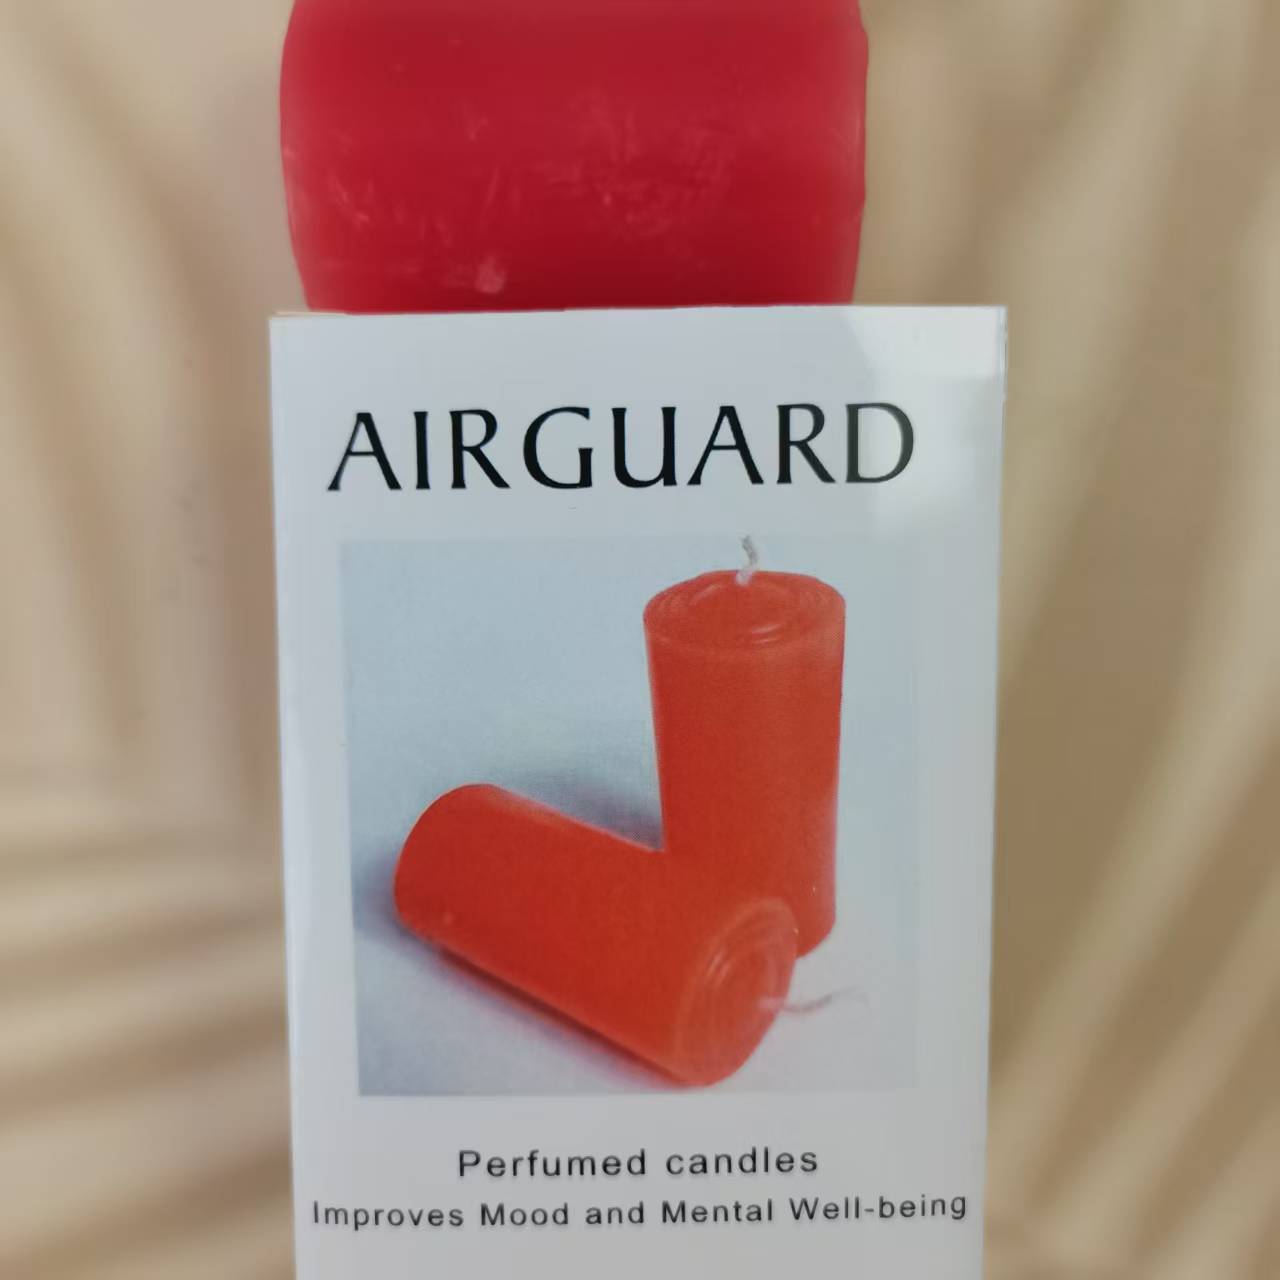 AIRGUARD
Perfumed candles
Improves Mood and Mental Well-being